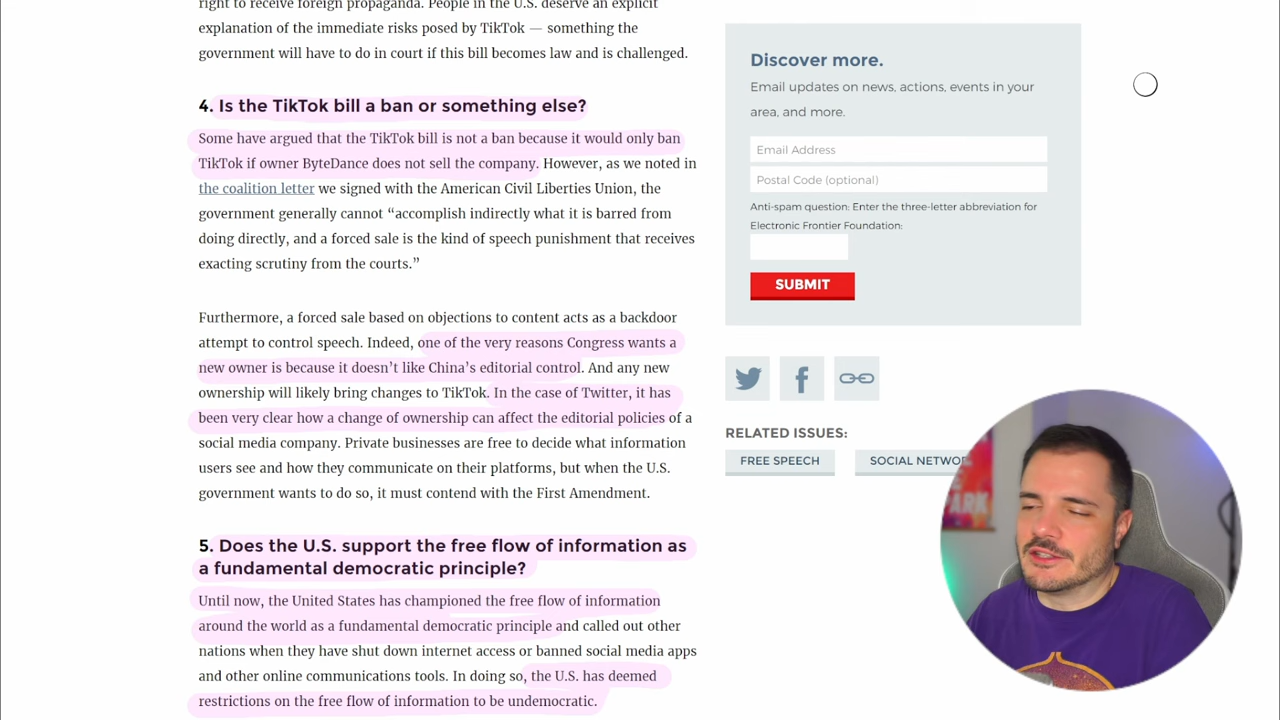 right to receive foreign propaganda. People in the U.S. deserve an explicit
explanation of the immediate risks posed by TikTok — something the
government will have to do in court if this bill becomes law and is challenged.
4. Is the TikTok bill a ban or something else?
Some have argued that the TikTok bill is not a ban because it would only ban
TikTok if owner ByteDance does not sell the company. However, as we noted in
the coalition letter we signed with the American Civil Liberties Union, the
government generally cannot “accomplish indirectly what it is barred from
doing directly, and a forced sale is the kind of speech punishment that receives
exacting scrutiny from the courts.”
Furthermore, a forced sale based on objections to content acts as a backdoor
attempt to control speech. Indeed, one of the very reasons Congress wants a
new owner is because it doesn’t like China’s editorial control. And any new
ownership will likely bring changes to TikTok. In the case of Twitter, it has
been very clear how a change of ownership can affect the editorial policies of a
social media company. Private businesses are free to decide what information
users see and how they communicate on their platforms, but when the U.S.
government wants to do so, it must contend with the First Amendment.
5. Does the U.S. support the free flow of information as
a fundamental democratic principle?
Until now, the United States has championed the free flow of information
around the world as a fundamental democratic principle and called out other
nations when they have shut down internet access or banned social media apps
and other online communications tools. In doing so, the U.S. has deemed
restrictions on the free flow of information to be undemocratic.
Discover more.
Email updates on news, actions, events in your
area, and more.
Email Address
Postal Code (optional)
Anti-spam question: Enter the three-letter abbreviation for
Electronic Frontier Foundation:
SUBMIT
RELATED ISSUES:
FREE SPEECH
SOCIAL